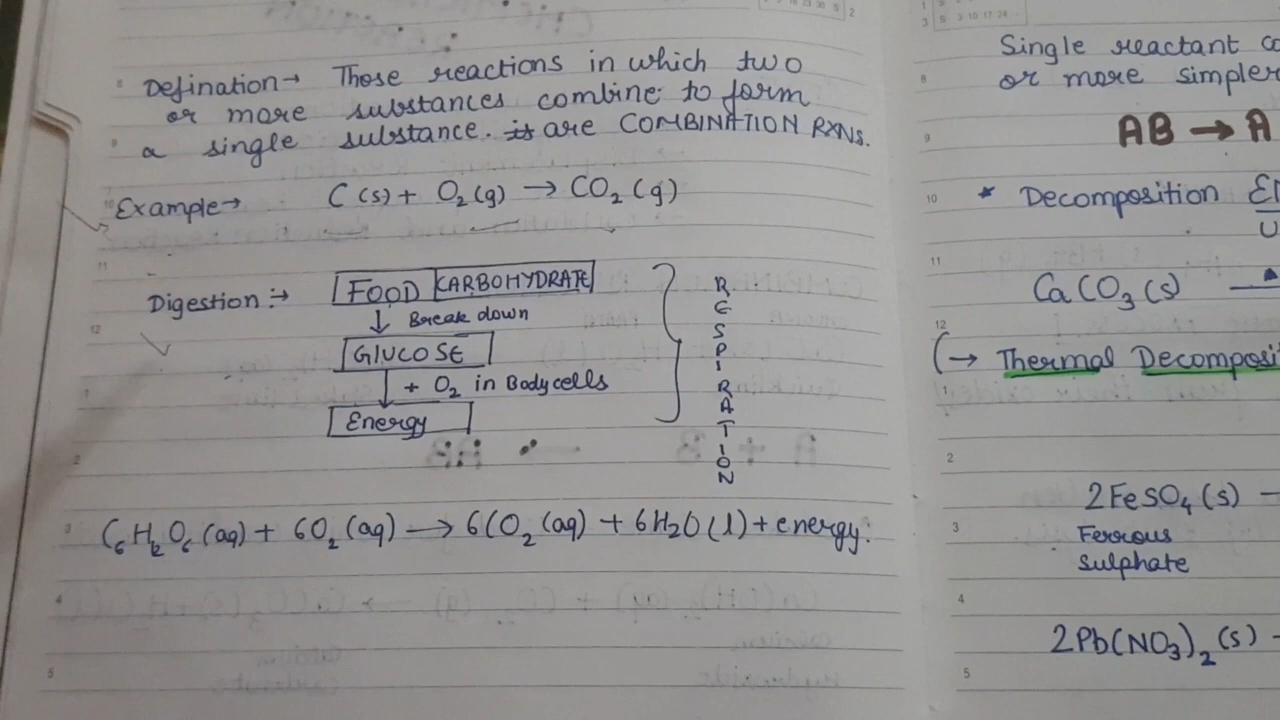 Defination → Those reactions in which two
or more substances combine to form
a single substance. is are COMBINATION RXNs.
Example → C (s) + O₂ (g) → CO₂ (g)
Digestion :→ FOOD CARBOHYDRATE
↓ Break down
GlUCOSE
↓ + O₂ in Body cells
Energy
RESPIRATION
C₆H₁₂O₆ (aq) + 6O₂ (aq) → 6CO₂ (aq) + 6H₂O (l) + energy.
Single reactant
or more simpler
AB → A
* Decomposition
CaCO₃ (s)
(→ Thermal Decomposi
2FeSO₄ (s) –
Ferrous
sulphate
2Pb(NO₃)₂ (s) –